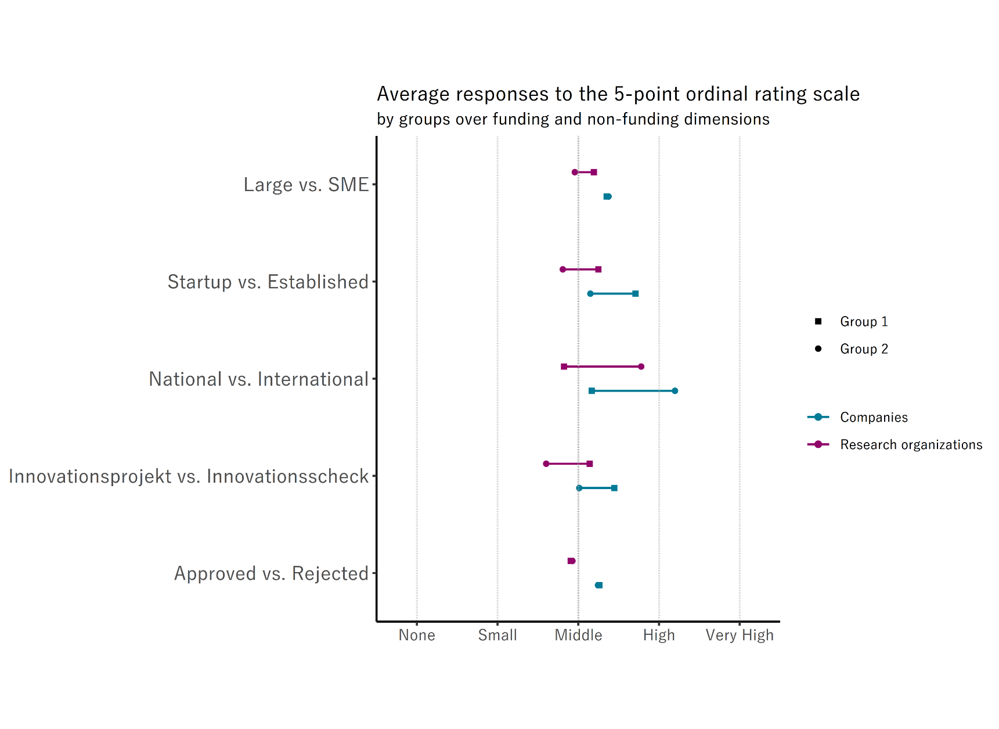 Average responses to the 5-point ordinal rating scale
by groups over funding and non-funding dimensions
Large vs. SME
Startup vs. Established
National vs. International
Innovationsprojekt vs. Innovationsscheck
Approved vs. Rejected
None
Small
Middle
High
Very High
Group 1
Group 2
Companies
Research organizations